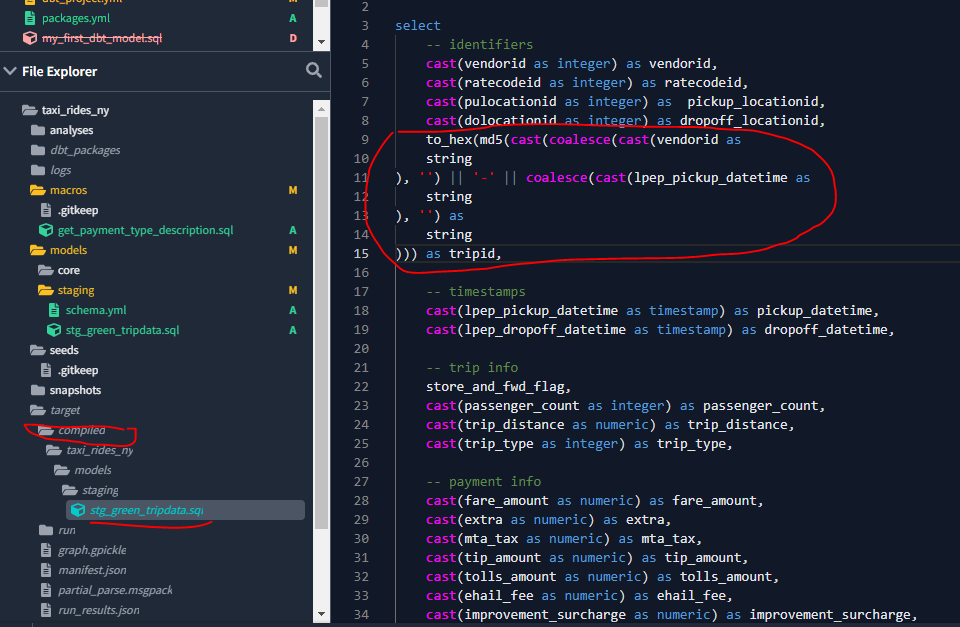 dbt_project.yml M
packages.yml A
my_first_dbt_model.sql D
File Explorer
taxi_rides_ny
analyses
dbt_packages
logs
macros M
.gitkeep
get_payment_type_description.sql A
models M
core
staging M
schema.yml A
stg_green_tripdata.sql A
seeds
.gitkeep
snapshots
target
compiled
taxi_rides_ny
models
staging
stg_green_tripdata.sql
run
graph.gpickle
manifest.json
partial_parse.msgpack
run_results.json
2
3 select
4 -- identifiers
5 cast(vendorid as integer) as vendorid,
6 cast(ratecodeid as integer) as ratecodeid,
7 cast(pulocationid as integer) as  pickup_locationid,
8 cast(dolocationid as integer) as dropoff_locationid,
9 to_hex(md5(cast(coalesce(cast(vendorid as
10 string
11 ), '') || '-' || coalesce(cast(lpep_pickup_datetime as
12 string
13 ), '') as
14 string
15 ))) as tripid,
16
17 -- timestamps
18 cast(lpep_pickup_datetime as timestamp) as pickup_datetime,
19 cast(lpep_dropoff_datetime as timestamp) as dropoff_datetime,
20
21 -- trip info
22 store_and_fwd_flag,
23 cast(passenger_count as integer) as passenger_count,
24 cast(trip_distance as numeric) as trip_distance,
25 cast(trip_type as integer) as trip_type,
26
27 -- payment info
28 cast(fare_amount as numeric) as fare_amount,
29 cast(extra as numeric) as extra,
30 cast(mta_tax as numeric) as mta_tax,
31 cast(tip_amount as numeric) as tip_amount,
32 cast(tolls_amount as numeric) as tolls_amount,
33 cast(ehail_fee as numeric) as ehail_fee,
34 cast(improvement_surcharge as numeric) as improvement_surcharge,